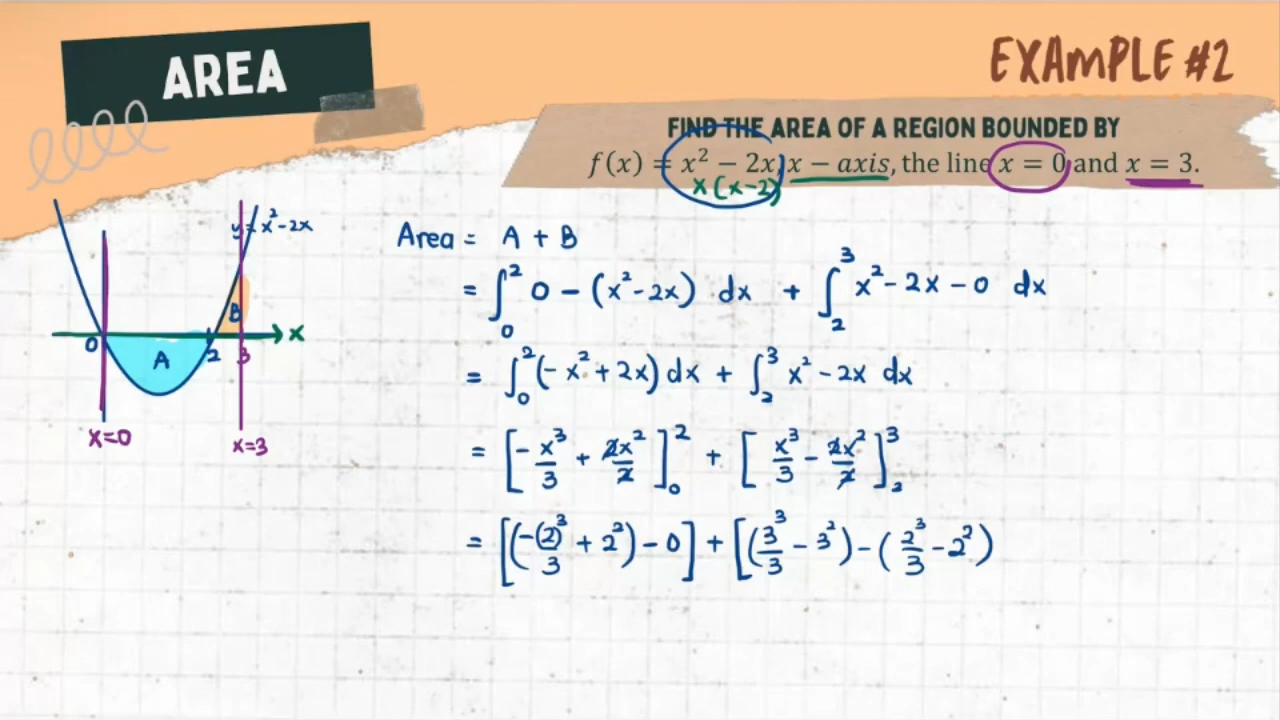 AREA
EXAMPLE #2
FIND THE AREA OF A REGION BOUNDED BY
f(x) = x² − 2x, x − axis, the line x = 0 and x = 3.
x(x-2)
y = x²-2x
Area = A + B
= ∫₀² 0 − (x²-2x) dx + ∫₂³ x² - 2x - 0 dx
B
x
0
A
2
3
= ∫₀² (-x² + 2x) dx + ∫₂³ x² - 2x dx
x=0
x=3
= [-x³/3 + 2x²/2]₀² + [x³/3 - 2x²/2]₂³
= [(-(2)³/3 + 2²) - 0] + [(3³/3 - 3²) - (2³/3 - 2²)